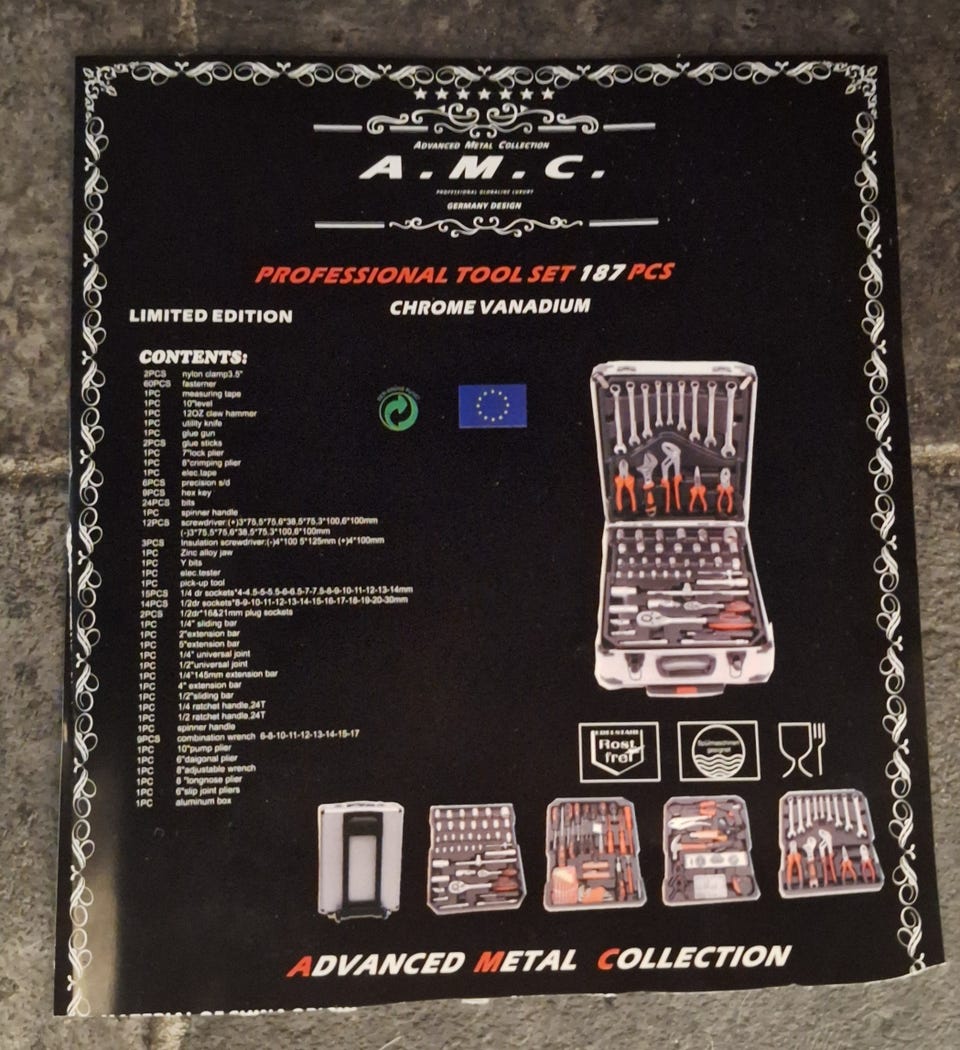 ADVANCED METAL COLLECTION
A.M.C.
PROFESSIONAL GLOBALINE LUXURY
GERMANY DESIGN
PROFESSIONAL TOOL SET 187 PCS
CHROME VANADIUM
LIMITED EDITION
CONTENTS:
2PCS nylon clamp3.5"
60PCS fasterner
1PC measuring tape
1PC 10"level
1PC 12OZ claw hammer
1PC utility knife
1PC glue gun
2PCS glue sticks
1PC 7"lock plier
1PC 8"crimping plier
1PC elec.tape
6PCS precision s/d
9PCS hex key
24PCS bits
1PC spinner handle
12PCS screwdriver:(+)3*75,5*75,6*38,5*75,3*100,6*100mm
(-)3*75,5*75,6*38,5*75,3*100,6*100mm
3PCS Insulation screwdriver:(-)4*100 5*125mm (+)4*100mm
1PC Zinc alloy jaw
1PC Y bits
1PC elec.tester
1PC pick-up tool
15PCS 1/4 dr sockets*4-4.5-5-5.5-6-6.5-7-7.5-8-9-10-11-12-13-14mm
14PCS 1/2dr sockets*8-9-10-11-12-13-14-15-16-17-18-19-20-30mm
2PCS 1/2dr*16&21mm plug sockets
1PC 1/4" sliding bar
1PC 2"extension bar
1PC 5"extension bar
1PC 1/4" universal joint
1PC 1/2"universal joint
1PC 1/4"145mm extension bar
1PC 4" extension bar
1PC 1/2"sliding bar
1PC 1/4 ratchet handle,24T
1PC 1/2 ratchet handle,24T
1PC spinner handle
9PCS combination wrench 6-8-10-11-12-13-14-15-17
1PC 10"pump plier
1PC 6"daigonal plier
1PC 8"adjustable wrench
1PC 8 "longnose plier
1PC 6"slip joint pliers
1PC aluminum box
EDELSTAHL
Rost
frei
Spülmaschinen
geeignet
ADVANCED METAL COLLECTION